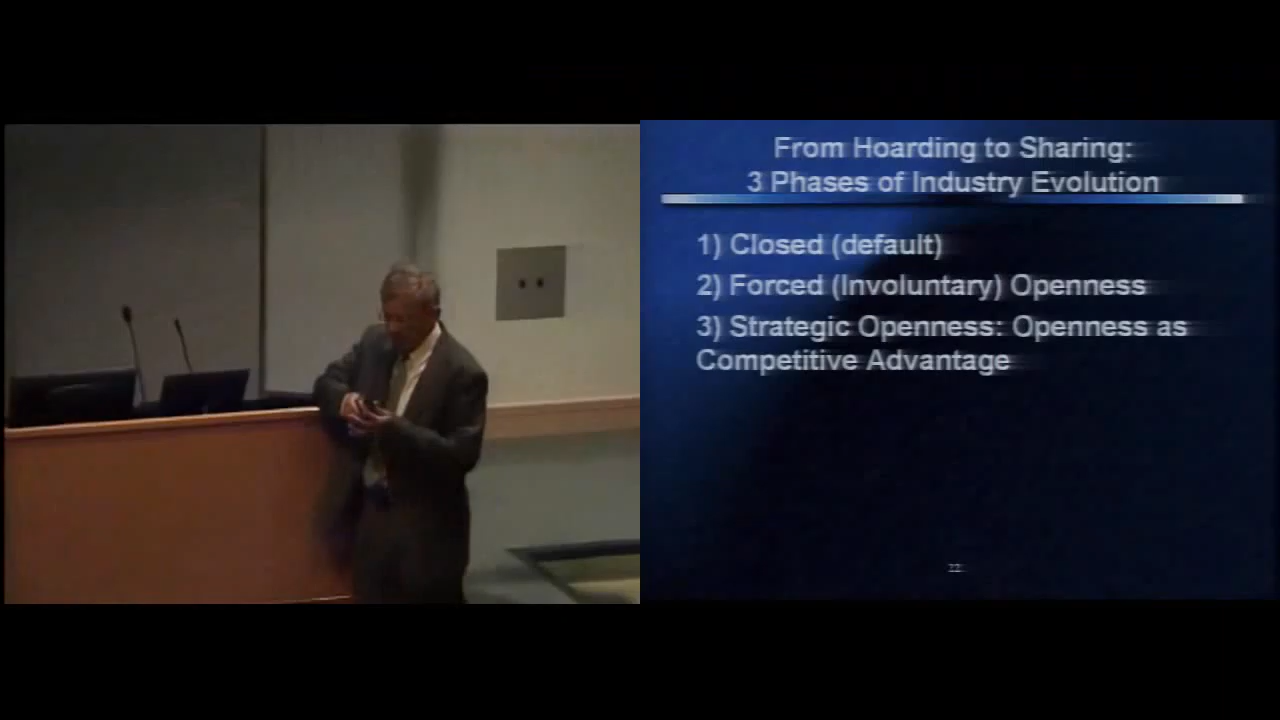 From Hoarding to Sharing:
3 Phases of Industry Evolution
1) Closed (default)
2) Forced (Involuntary) Openness
3) Strategic Openness: Openness as
Competitive Advantage
22